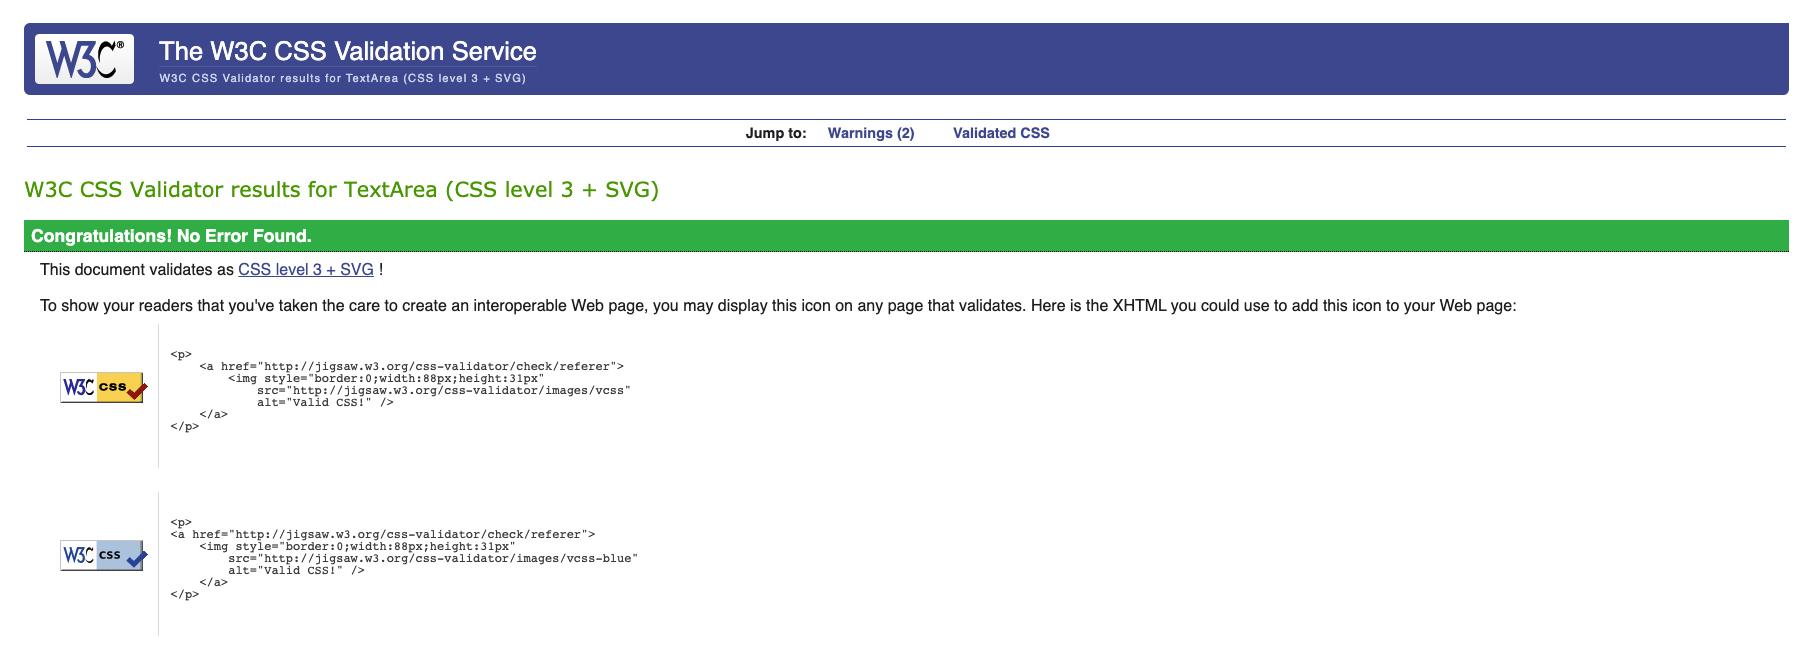 W3C®
The W3C CSS Validation Service
W3C CSS Validator results for TextArea (CSS level 3 + SVG)
Jump to: Warnings (2) Validated CSS
W3C CSS Validator results for TextArea (CSS level 3 + SVG)
Congratulations! No Error Found.
This document validates as CSS level 3 + SVG !
To show your readers that you've taken the care to create an interoperable Web page, you may display this icon on any page that validates. Here is the XHTML you could use to add this icon to your Web page:
W3C css
<p>
<a href="http://jigsaw.w3.org/css-validator/check/referer">
<img style="border:0;width:88px;height:31px"
src="http://jigsaw.w3.org/css-validator/images/vcss"
alt="Valid CSS!" />
</a>
</p>
W3C css
<p>
<a href="http://jigsaw.w3.org/css-validator/check/referer">
<img style="border:0;width:88px;height:31px"
src="http://jigsaw.w3.org/css-validator/images/vcss-blue"
alt="Valid CSS!" />
</a>
</p>